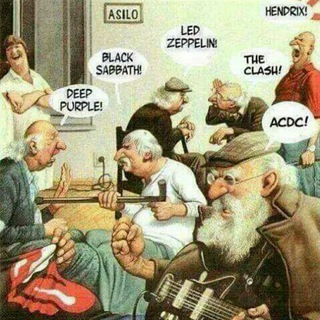 ASILO
HENDRIX!
LED
ZEPPELIN!
BLACK
SABBATH!
THE
CLASH!
DEEP
PURPLE!
ACDC!